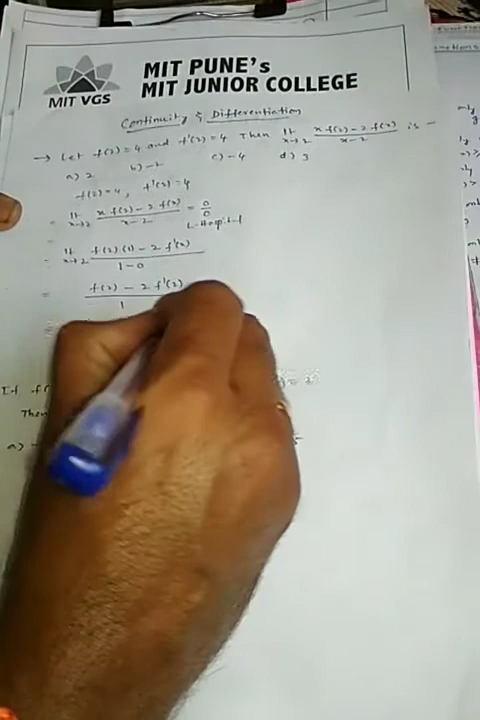 MIT PUNE's
MIT JUNIOR COLLEGE
MIT VGS
Continuity & Differentiation
→ Let f(2) = 4 and f'(2) = 4 Then lt x→2 x f(2) - 2 f(x) / x-2 is -
a) 2 b) -2 c) -4 d) 3
f(2) = 4, f'(2) = 4
= lt x→2 x f(2) - 2 f(x) / x-2 = 0/0
L-Hospital
= lt x→2 f(2).(1) - 2 f'(x) / 1-0
= f(2) - 2 f'(2) / 1
If f(
Then
a) -